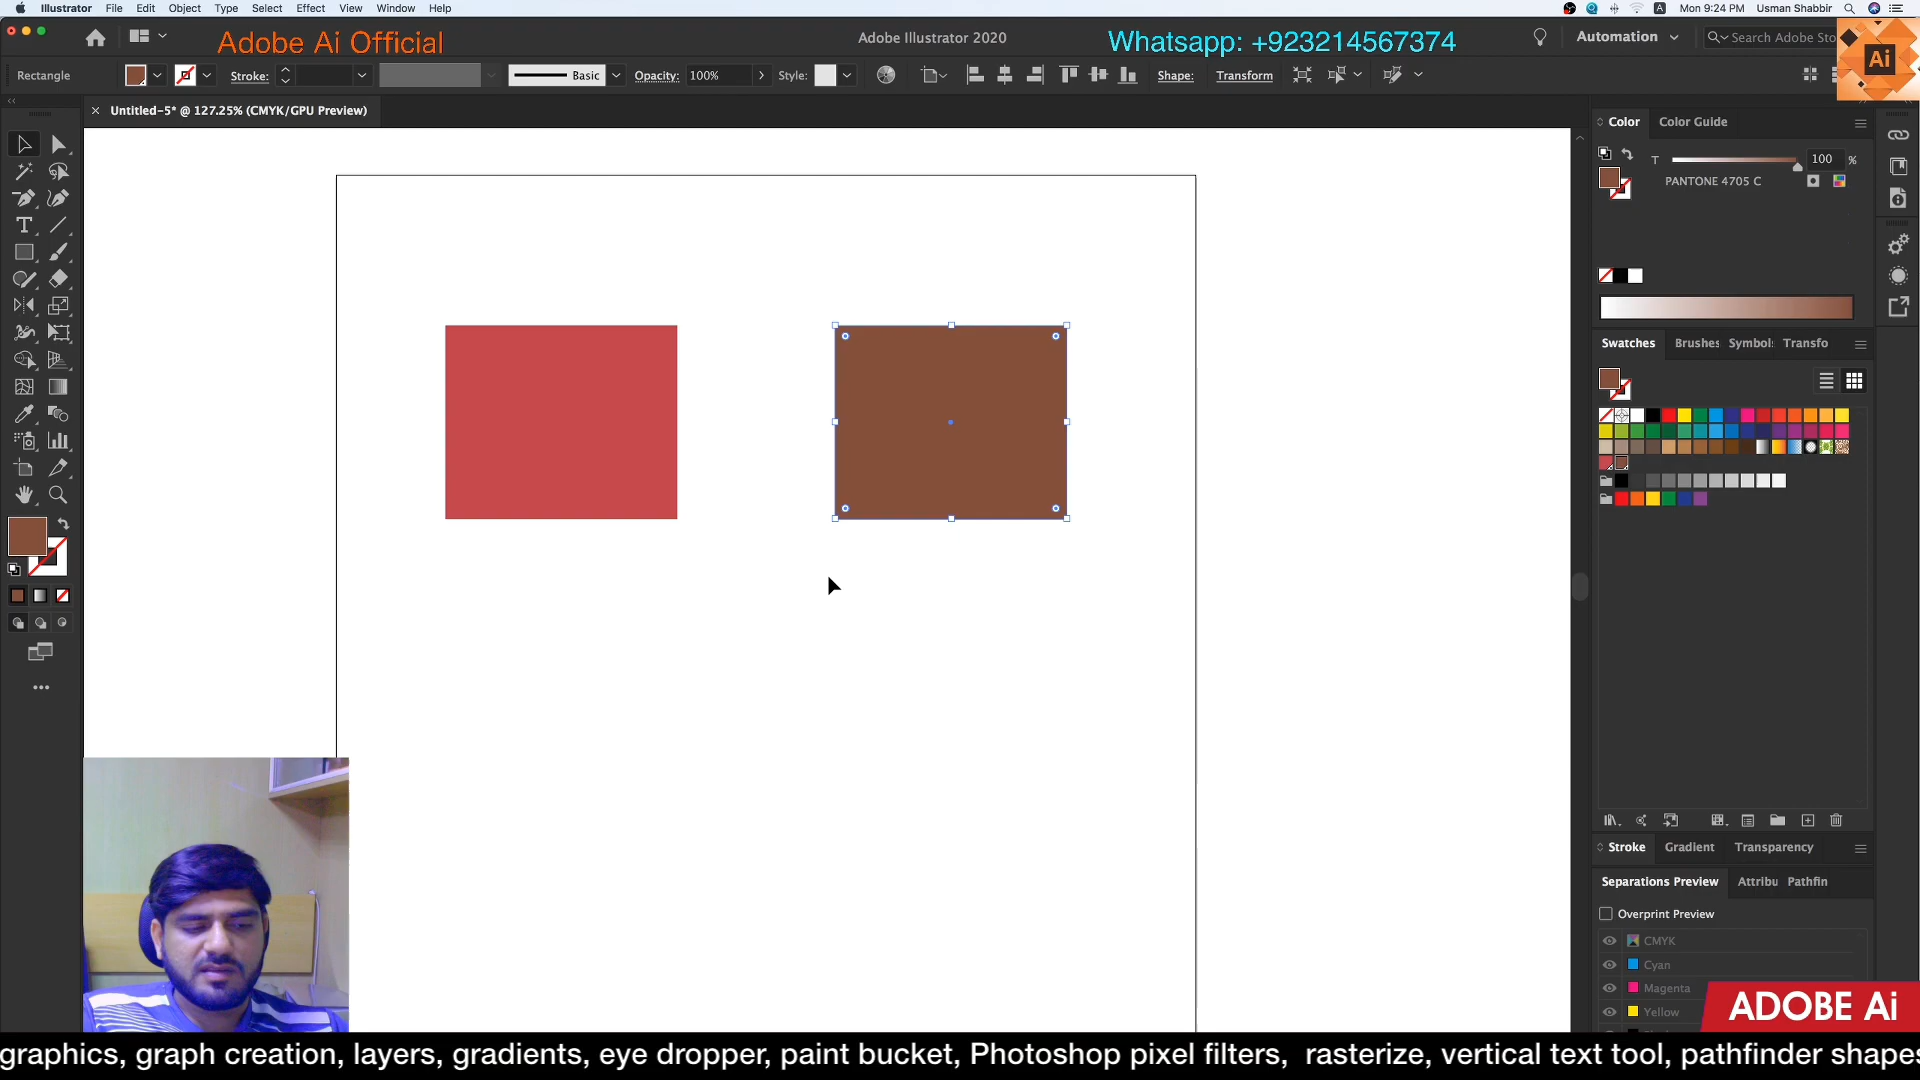 Illustrator File Edit Object Type Select Effect View Window Help
Mon 9:24 PM Usman Shabbir
Adobe Ai Official
Adobe Illustrator 2020
Whatsapp: +923214567374
Automation
Search Adobe Sto
Ai
Rectangle
Stroke:
Basic
Opacity: 100%
Style:
Shape:
Transform
Untitled-5* @ 127.25% (CMYK/GPU Preview)
Color Color Guide
T 100 %
PANTONE 4705 C
Swatches Brushes Symbol Transfo
Stroke Gradient Transparency
Separations Preview Attribu Pathfin
Overprint Preview
CMYK
Cyan
Magenta
Yellow
ADOBE Ai
graphics, graph creation, layers, gradients, eye dropper, paint bucket, Photoshop pixel filters, rasterize, vertical text tool, pathfinder shapes